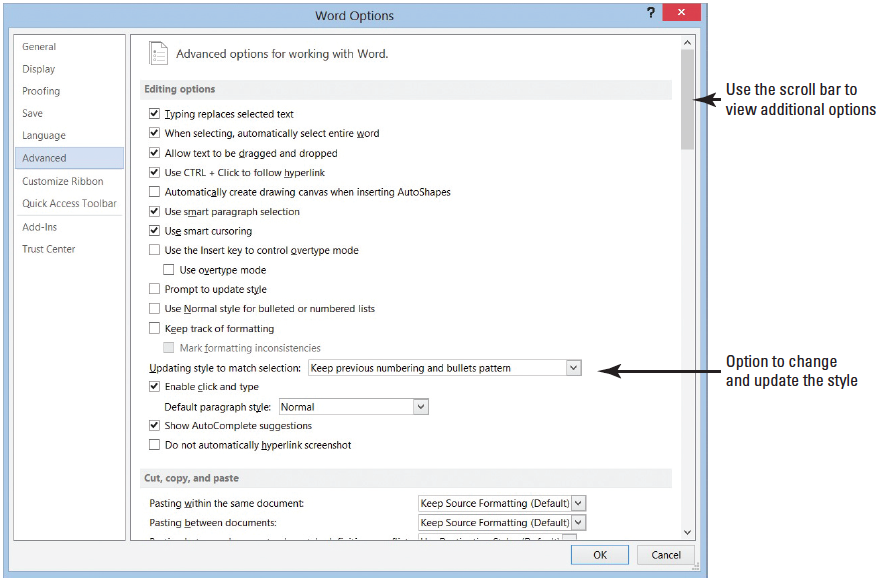 Word Options
?
General
Display
Proofing
Save
Language
Advanced
Customize Ribbon
Quick Access Toolbar
Add-Ins
Trust Center
Advanced options for working with Word.
Editing options
Typing replaces selected text
When selecting, automatically select entire word
Allow text to be dragged and dropped
Use CTRL + Click to follow hyperlink
Automatically create drawing canvas when inserting AutoShapes
Use smart paragraph selection
Use smart cursoring
Use the Insert key to control overtype mode
Use overtype mode
Prompt to update style
Use Normal style for bulleted or numbered lists
Keep track of formatting
Mark formatting inconsistencies
Updating style to match selection: Keep previous numbering and bullets pattern
Enable click and type
Default paragraph style: Normal
Show AutoComplete suggestions
Do not automatically hyperlink screenshot
Cut, copy, and paste
Pasting within the same document: Keep Source Formatting (Default)
Pasting between documents: Keep Source Formatting (Default)
OK Cancel
Use the scroll bar to
view additional options
Option to change
and update the style